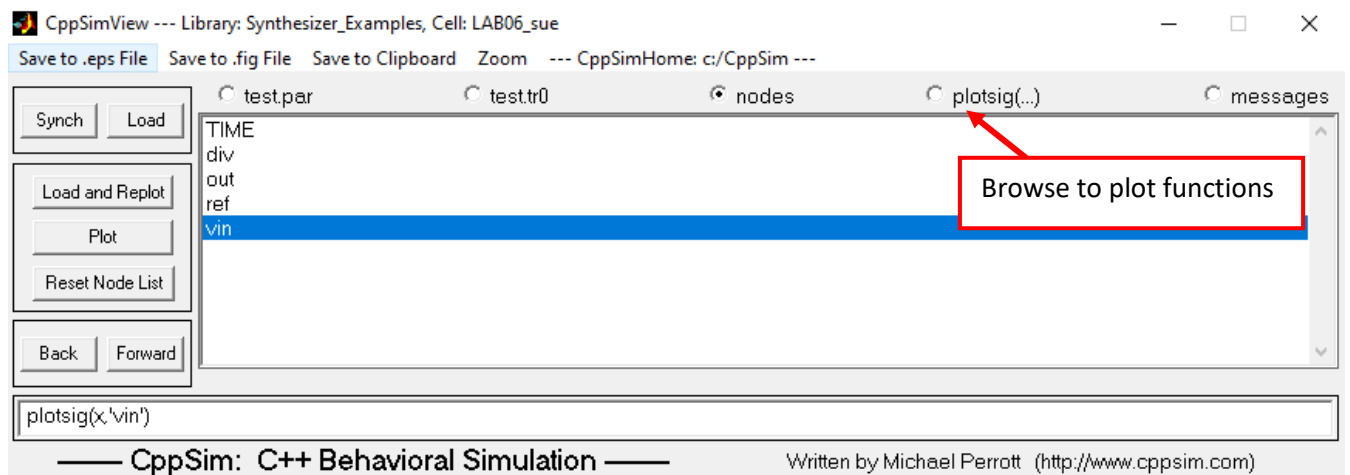 CppSimView --- Library: Synthesizer_Examples, Cell: LAB06_sue
Save to .eps File Save to .fig File Save to Clipboard Zoom --- CppSimHome: c:/CppSim ---
test.par test.tr0 nodes plotsig(...) messages
Synch Load
TIME
div
out
ref
vin
Browse to plot functions
Load and Replot
Plot
Reset Node List
Back Forward
plotsig(x,'vin')
CppSim: C++ Behavioral Simulation
Written by Michael Perrott (http://www.cppsim.com)